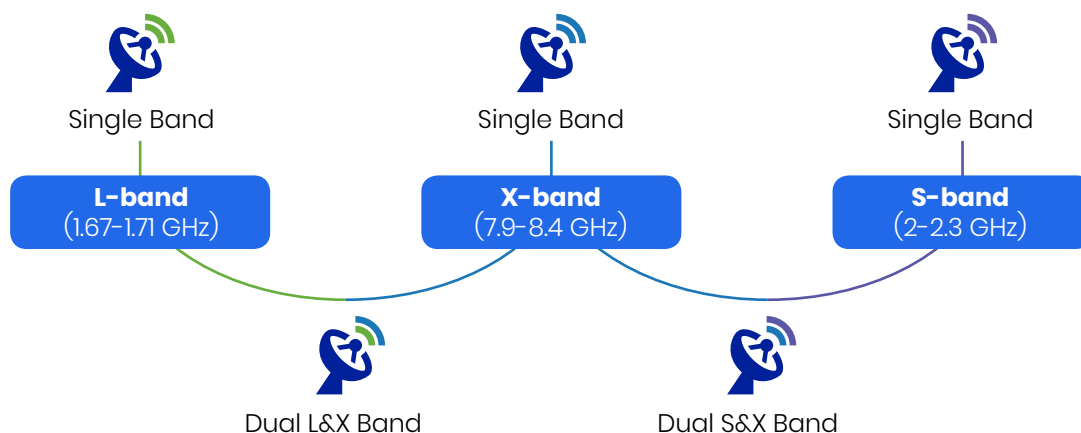 Single Band
Single Band
Single Band
L-band
(1.67-1.71 GHz)
X-band
(7.9-8.4 GHz)
S-band
(2-2.3 GHz)
Dual L&X Band
Dual S&X Band